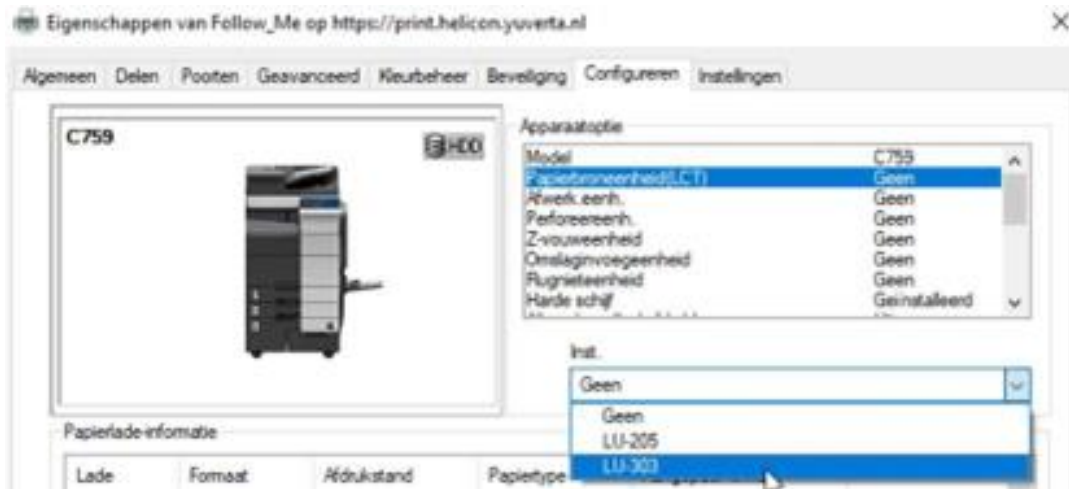 Eigenschappen van Follow_Me op https://print.helicon.yuverta.nl
Algemeen Delen Poorten Geavanceerd Kleurbeheer Beveiliging Configureren Instellingen
C759
HDD
Apparaatoptie
Model C759
Papierbroneenheid(LCT) Geen
Afwerk.eenh. Geen
Perforeereenh. Geen
Z-vouweenheid Geen
Omslaginvoegeenheid Geen
Rugnieteenheid Geen
Harde schijf Geïnstalleerd
Inst.
Geen
Geen
LU-205
LU-303
Papierlade-informatie
Lade Formaat Afdrukstand Papiertype